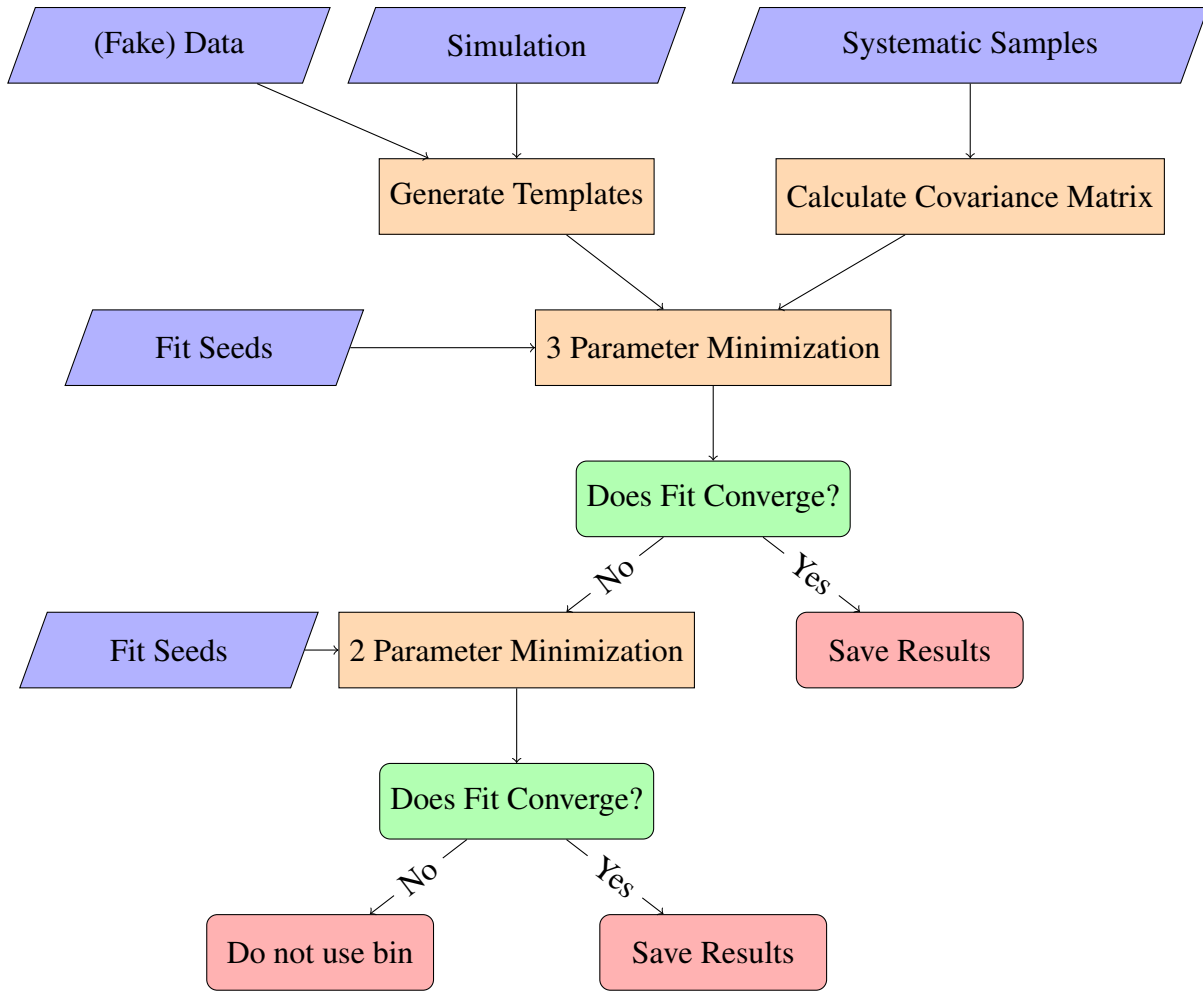 (Fake) Data
Simulation
Systematic Samples
Generate Templates
Calculate Covariance Matrix
Fit Seeds
3 Parameter Minimization
Does Fit Converge?
No
Yes
Fit Seeds
2 Parameter Minimization
Save Results
Does Fit Converge?
No
Yes
Do not use bin
Save Results